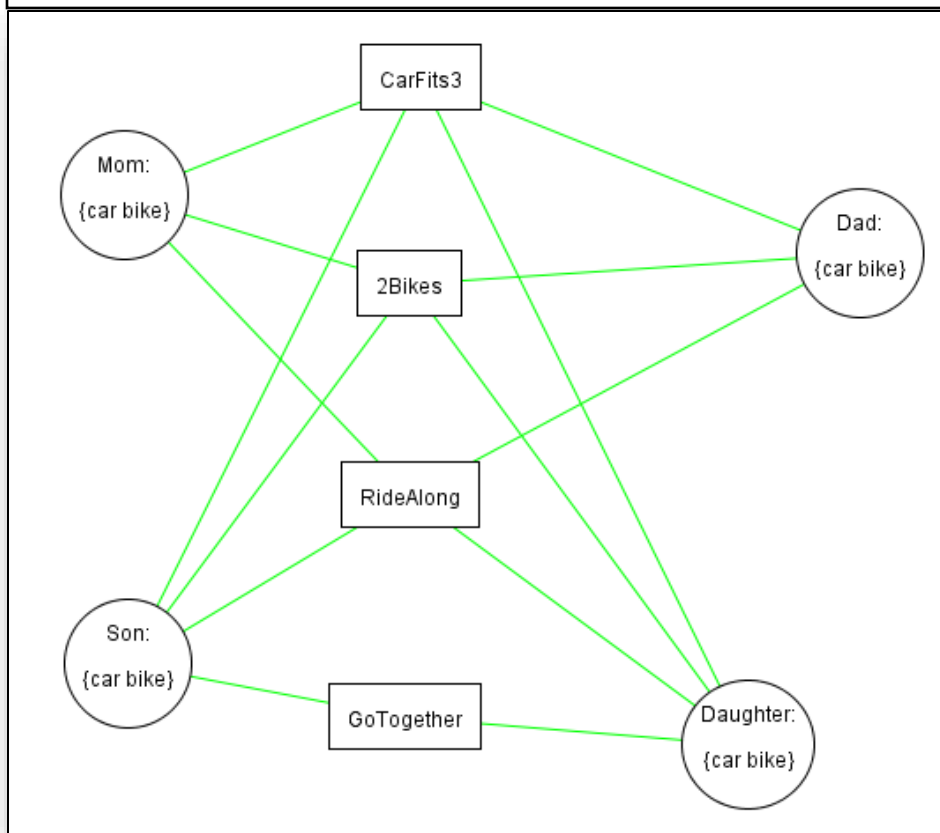 CarFits3
Mom:
{car bike}
Dad:
{car bike}
2Bikes
RideAlong
Son:
{car bike}
GoTogether
Daughter:
{car bike}